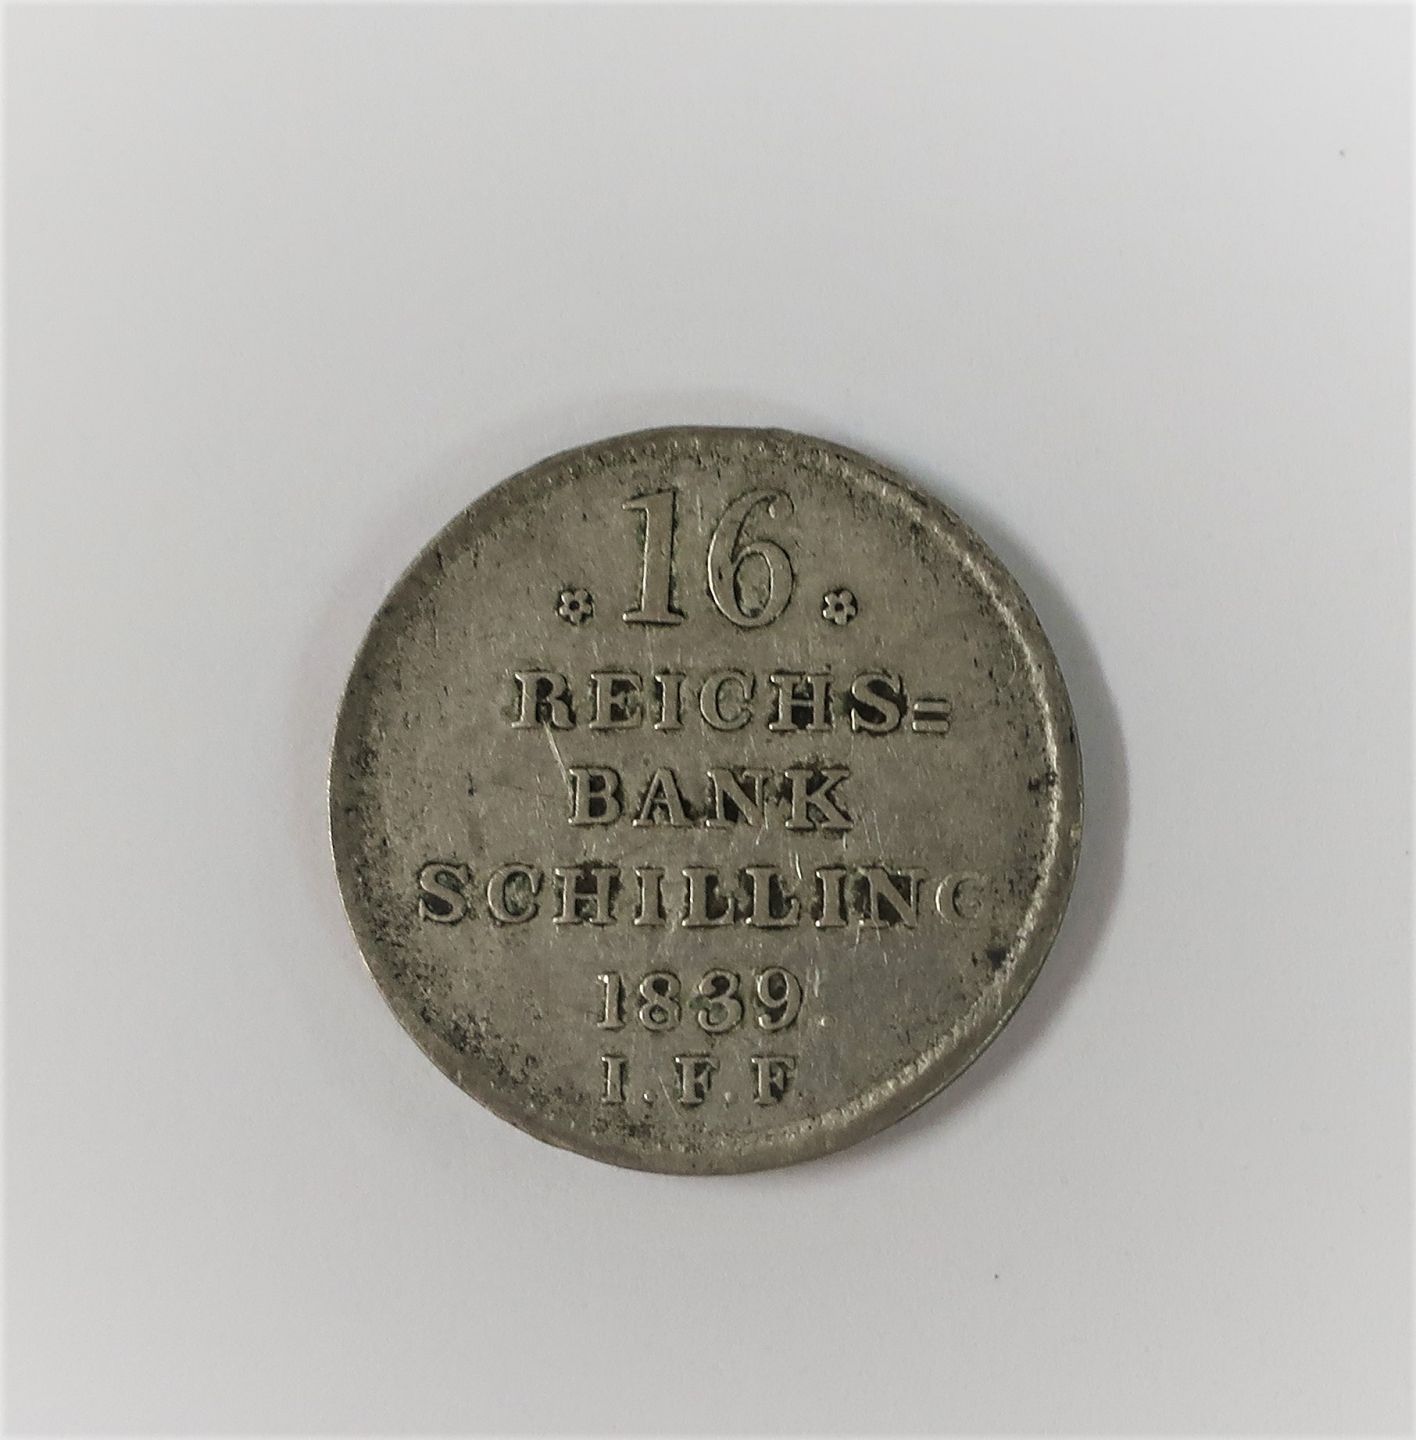 16
REICHS=
BANK
SCHILLING
1839.
I.F.F